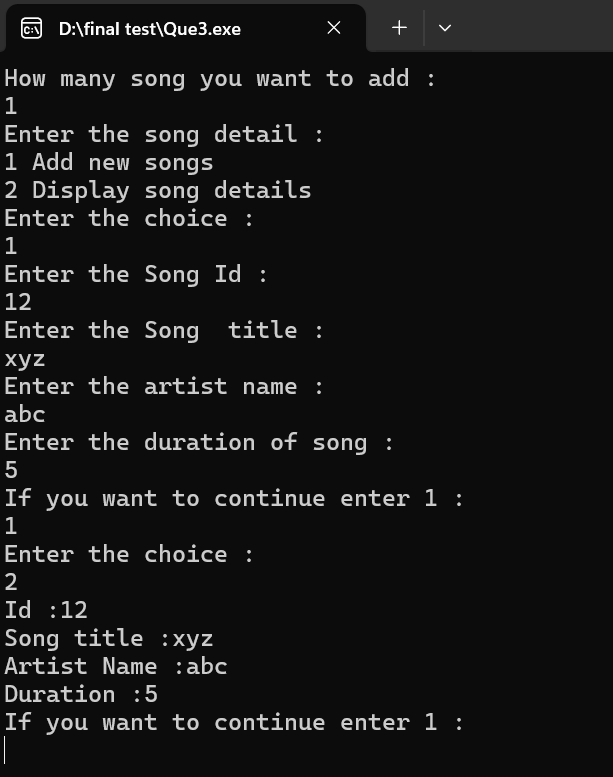 D:\final test\Que3.exe
How many song you want to add :
1
Enter the song detail :
1 Add new songs
2 Display song details
Enter the choice :
1
Enter the Song Id :
12
Enter the Song  title :
xyz
Enter the artist name :
abc
Enter the duration of song :
5
If you want to continue enter 1 :
1
Enter the choice :
2
Id :12
Song title :xyz
Artist Name :abc
Duration :5
If you want to continue enter 1 :